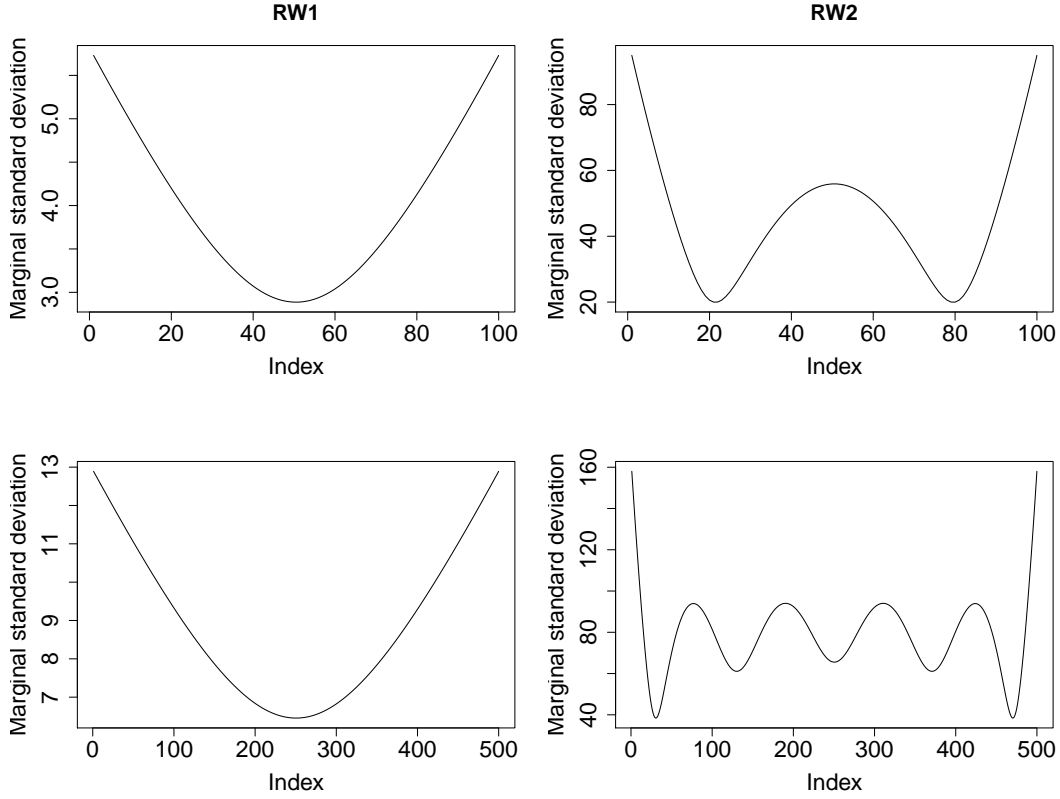 RW1
Marginal standard deviation
3.0 4.0 5.0
0 20 40 60 80 100
Index
RW2
Marginal standard deviation
20 40 60 80
0 20 40 60 80 100
Index
Marginal standard deviation
7 8 9 11 13
0 100 200 300 400 500
Index
Marginal standard deviation
40 80 120 160
0 100 200 300 400 500
Index